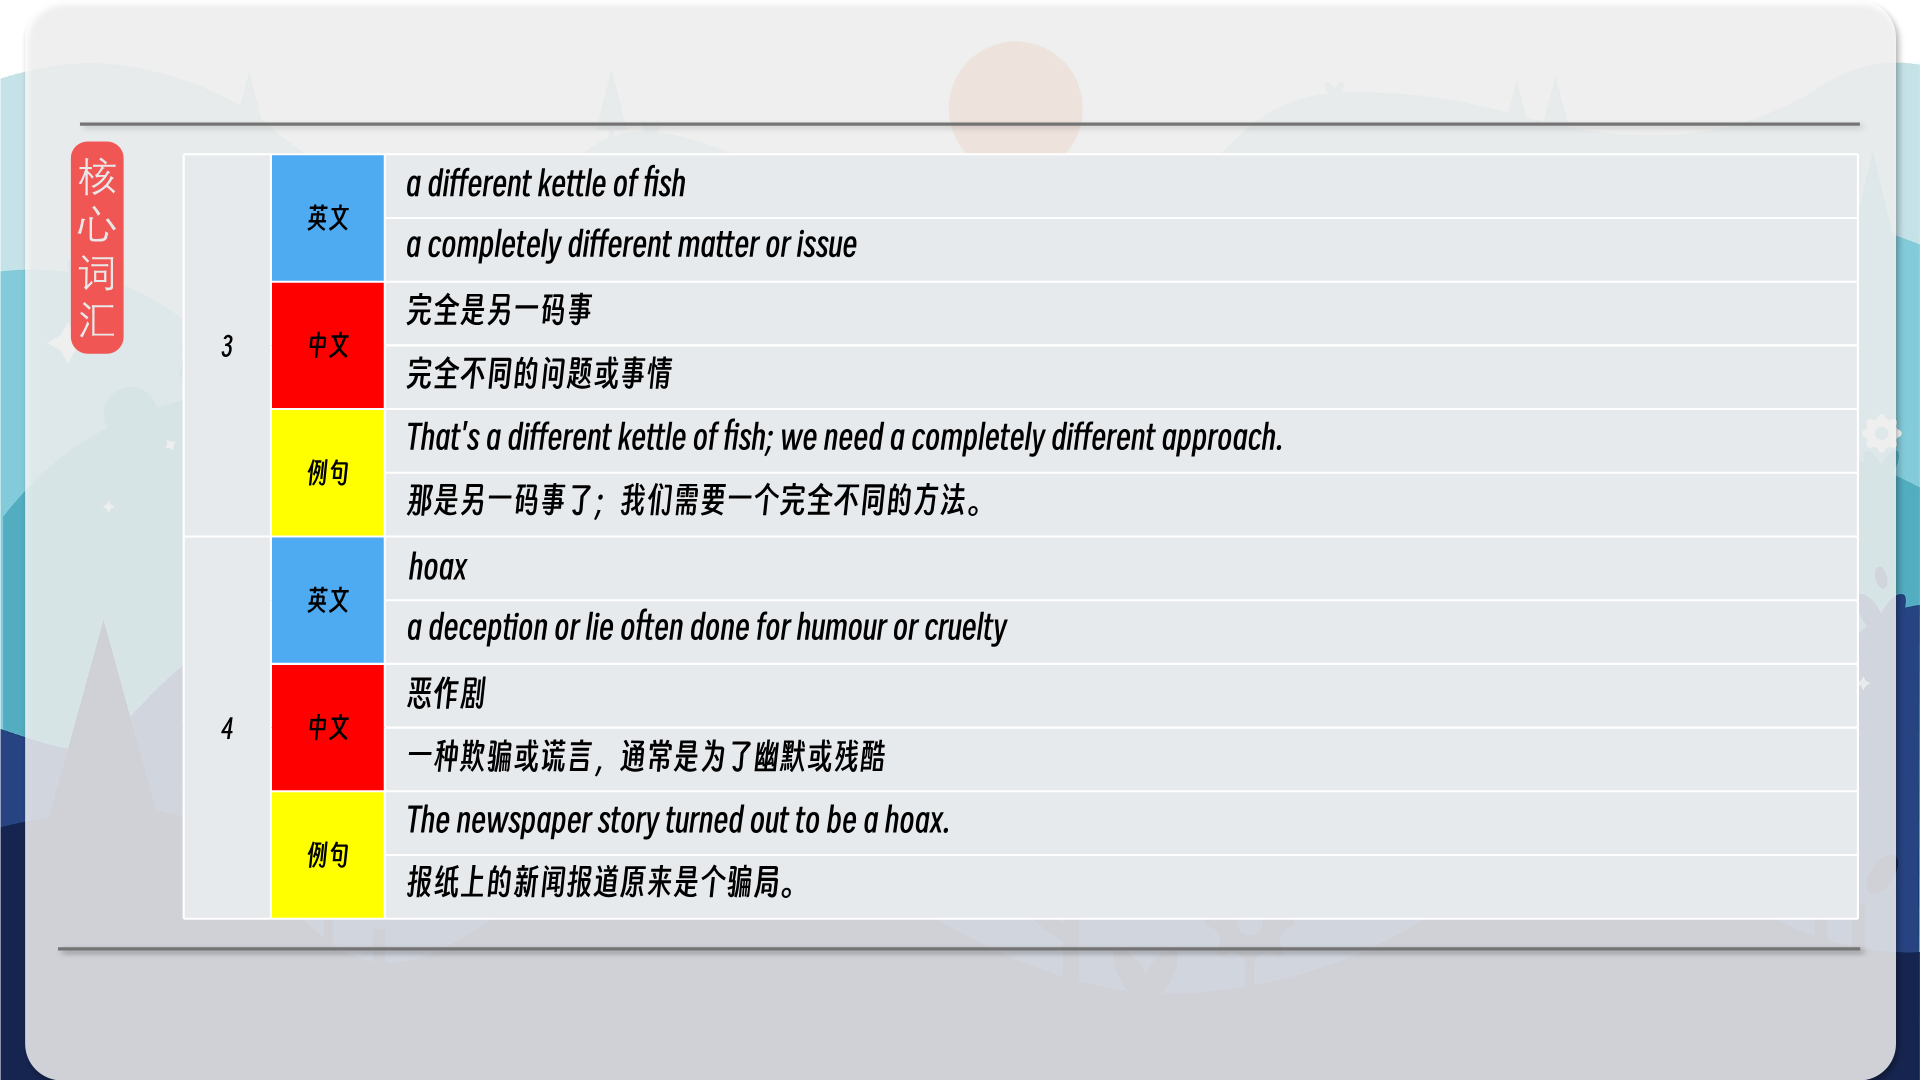 核心词汇
3
英文
a different kettle of fish
a completely different matter or issue
中文
完全是另一码事
完全不同的问题或事情
例句
That's a different kettle of fish; we need a completely different approach.
那是另一码事了；我们需要一个完全不同的方法。
4
英文
hoax
a deception or lie often done for humour or cruelty
中文
恶作剧
一种欺骗或谎言，通常是为了幽默或残酷
例句
The newspaper story turned out to be a hoax.
报纸上的新闻报道原来是个骗局。